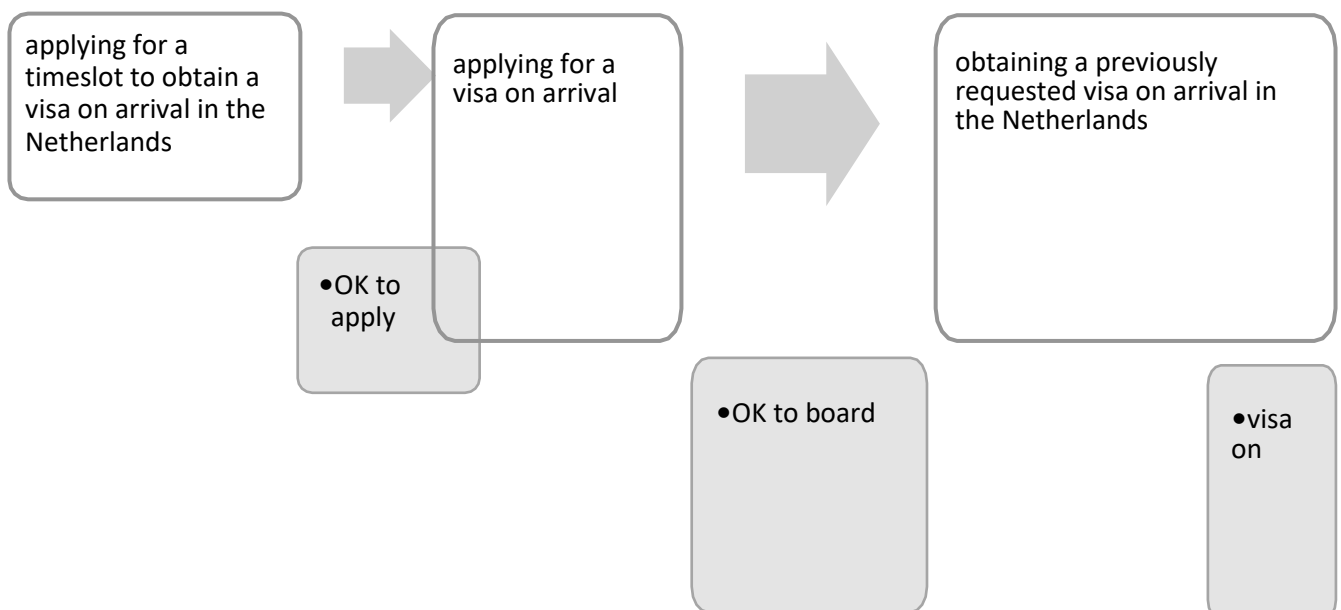 applying for a
timeslot to obtain a
visa on arrival in the
Netherlands
applying for a
visa on arrival
obtaining a previously
requested visa on arrival in
the Netherlands
•OK to
apply
•OK to board
•visa
on